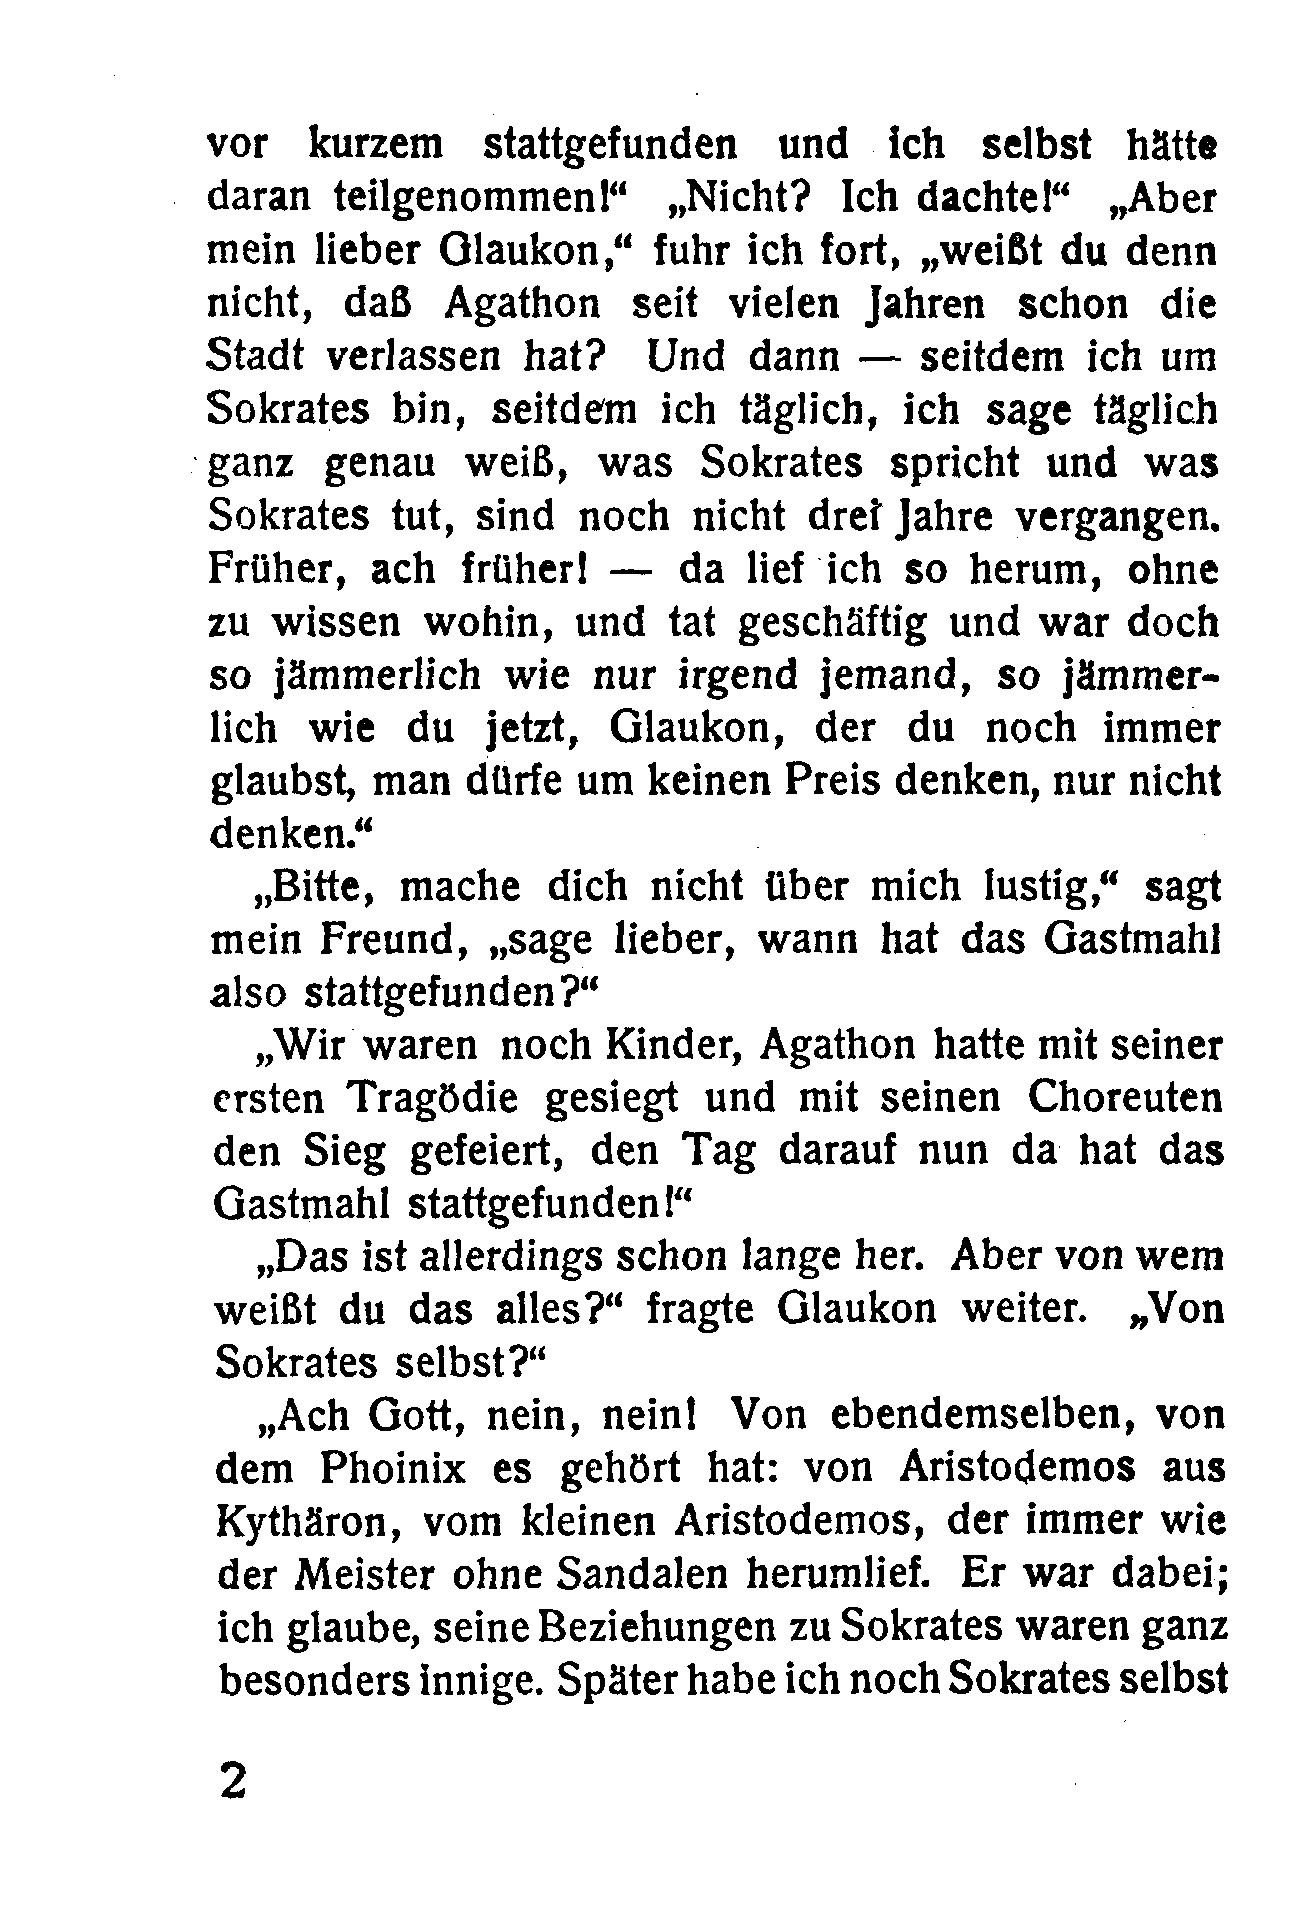 vor kurzem stattgefunden und ich selbst hätte
daran teilgenommen!“ „Nicht? Ich dachte!“ „Aber
mein lieber Glaukon,“ fuhr ich fort, „weißt du denn
nicht, daß Agathon seit vielen Jahren schon die
Stadt verlassen hat? Und dann — seitdem ich um
Sokrates bin, seitdem ich täglich, ich sage täglich
ganz genau weiß, was Sokrates spricht und was
Sokrates tut, sind noch nicht drei Jahre vergangen.
Früher, ach früher! — da lief ich so herum, ohne
zu wissen wohin, und tat geschäftig und war doch
so jämmerlich wie nur irgend jemand, so jämmer-
lich wie du jetzt, Glaukon, der du noch immer
glaubst, man dürfe um keinen Preis denken, nur nicht
denken.“
„Bitte, mache dich nicht über mich lustig,“ sagt
mein Freund, „sage lieber, wann hat das Gastmahl
also stattgefunden?“
„Wir waren noch Kinder, Agathon hatte mit seiner
ersten Tragödie gesiegt und mit seinen Choreuten
den Sieg gefeiert, den Tag darauf nun da hat das
Gastmahl stattgefunden!“
„Das ist allerdings schon lange her. Aber von wem
weißt du das alles?“ fragte Glaukon weiter. „Von
Sokrates selbst?“
„Ach Gott, nein, nein! Von ebendemselben, von
dem Phoinix es gehört hat: von Aristodemos aus
Kythäron, vom kleinen Aristodemos, der immer wie
der Meister ohne Sandalen herumlief. Er war dabei;
ich glaube, seine Beziehungen zu Sokrates waren ganz
besonders innige. Später habe ich noch Sokrates selbst
2